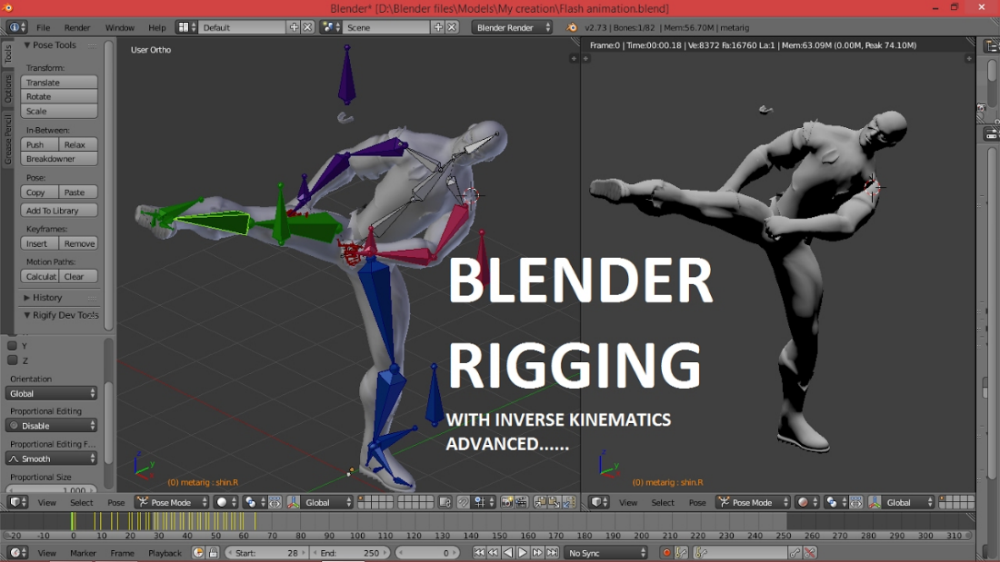 Blender* [D:\Blender files\Models\My creation\Flash animation.blend]
File Render Window Help Default Scene Blender Render v2.73 | Bones:1/82 | Mem:56.70M | metarig
Frame:0 | Time:00:00.18 | Ve:8372 Fa:16760 La:1 | Mem:63.09M (0.00M, Peak 74.10M)
User Ortho
Tools
Options
Grease Pencil
Pose Tools
Transform:
Translate
Rotate
Scale
In-Between:
Push Relax
Breakdowner
Pose:
Copy Paste
Add To Library
Keyframes:
Insert Remove
Motion Paths:
Calculat Clear
History
Rigify Dev Tools
Y
Z
Orientation
Global
Proportional Editing
Disable
Proportional Editing F...
Smooth
Proportional Size
1.000
BLENDER
RIGGING
WITH INVERSE KINEMATICS
ADVANCED......
z y
(0) metarig : shin.R
z y
(0) metarig : shin.R
View Select Pose Pose Mode Global
View Select Pose Pose Mode Global
-20 -10 0 10 20 30 40 50 60 70 80 90 100 110 120 130 140 150 160 170 180 190 200 210 220 230 240 250 260 270 280 290 300 310
View Marker Frame Playback Start: 28 End: 250 0 No Sync